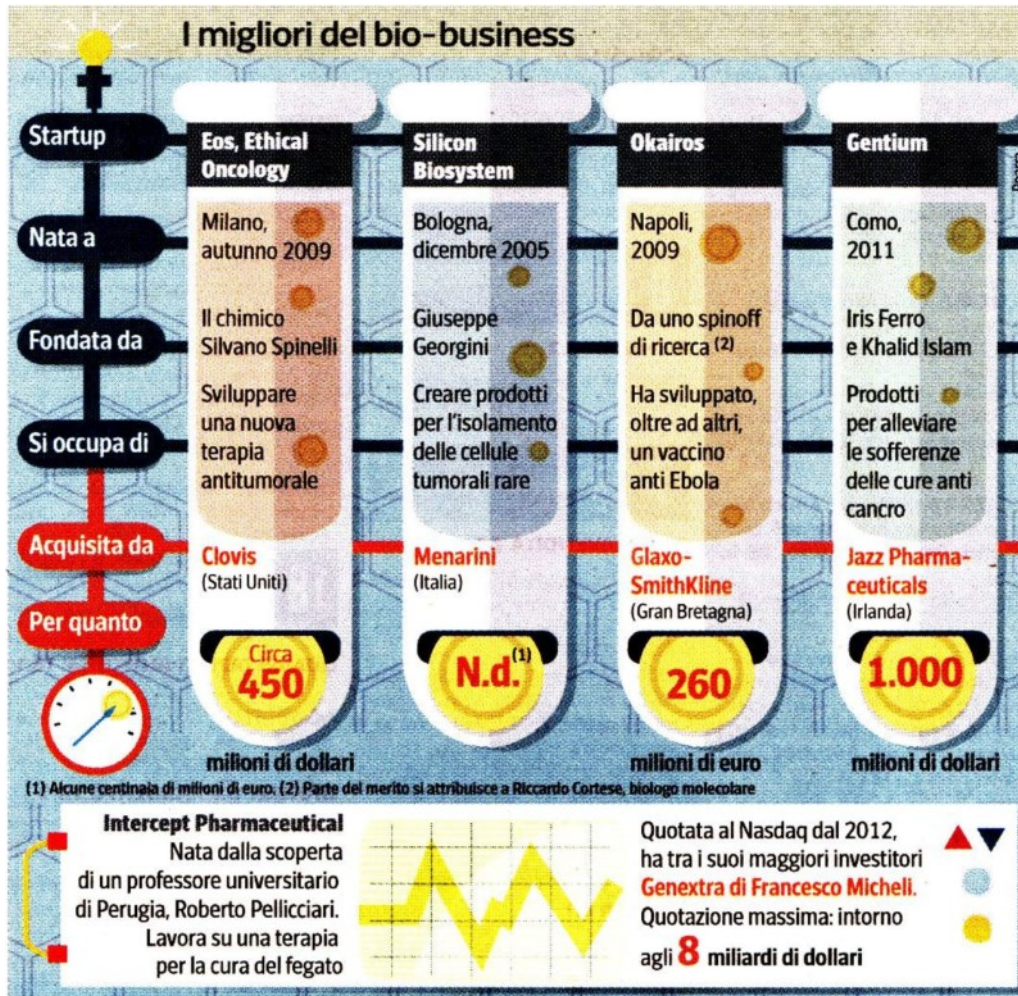 I migliori del bio-business
Startup
Eos, Ethical
Oncology
Silicon
Biosystem
Okairos
Gentium
Nata a
Milano,
autunno 2009
Bologna,
dicembre 2005
Napoli,
2009
Como,
2011
Fondata da
Il chimico
Silvano Spinelli
Giuseppe
Georgini
Da uno spinoff
di ricerca (2)
Iris Ferro
e Khalid Islam
Si occupa di
Sviluppare
una nuova
terapia
antitumorale
Creare prodotti
per l'isolamento
delle cellule
tumorali rare
Ha sviluppato,
oltre ad altri,
un vaccino
anti Ebola
Prodotti
per alleviare
le sofferenze
delle cure anti
cancro
Acquisita da
Clovis
(Stati Uniti)
Menarini
(Italia)
Glaxo-
SmithKline
(Gran Bretagna)
Jazz Pharma-
ceuticals
(Irlanda)
Per quanto
Circa
450
milioni di dollari
N.d.(1)
260
milioni di euro
1.000
milioni di dollari
(1) Alcune centinaia di milioni di euro. (2) Parte del merito si attribuisce a Riccardo Cortese, biologo molecolare
Intercept Pharmaceutical
Nata dalla scoperta
di un professore universitario
di Perugia, Roberto Pellicciari.
Lavora su una terapia
per la cura del fegato
Quotata al Nasdaq dal 2012,
ha tra i suoi maggiori investitori
Genextra di Francesco Micheli.
Quotazione massima: intorno
agli 8 miliardi di dollari